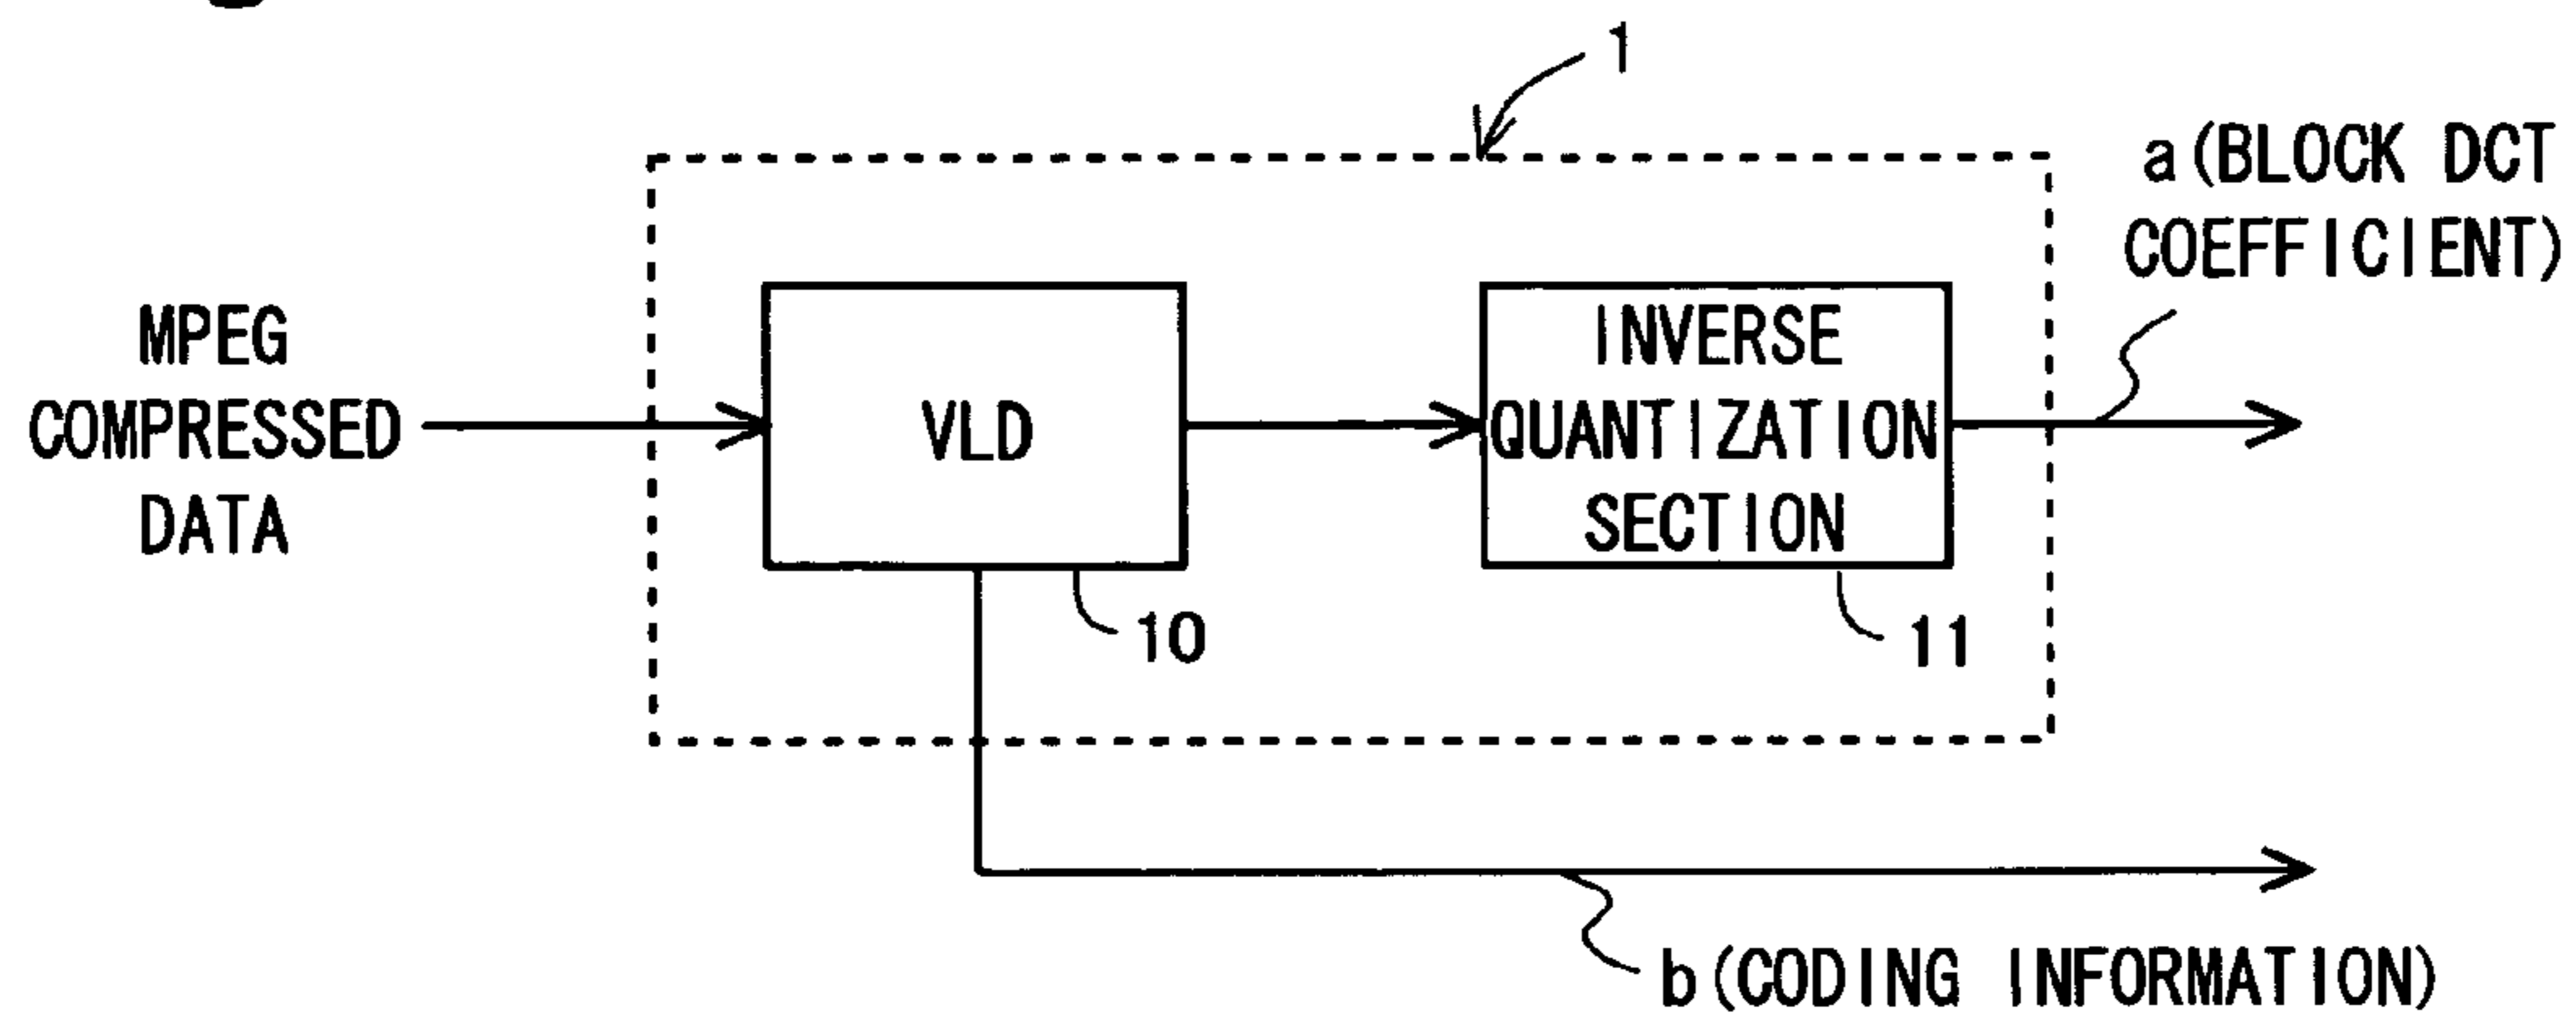 1
a(BLOCK DCT
COEFFICIENT)
MPEG
COMPRESSED
DATA
VLD
INVERSE
QUANTIZATION
SECTION
10
11
b(CODING INFORMATION)